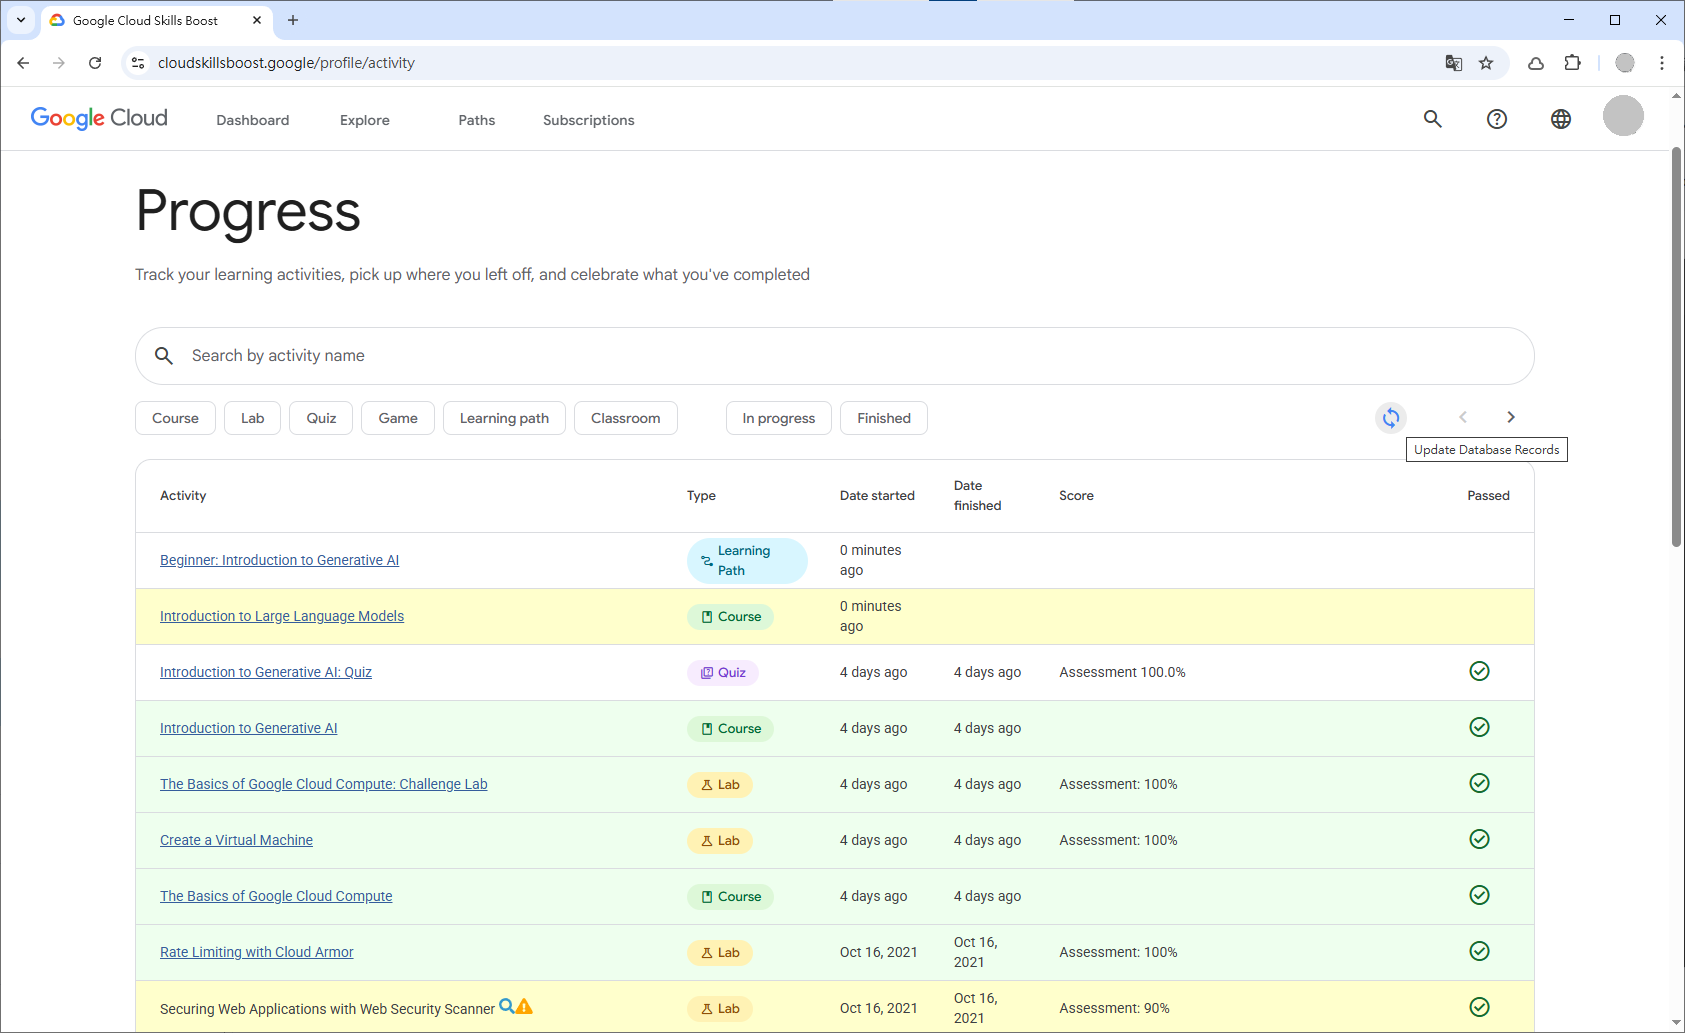 Google Cloud Skills Boost
cloudskillsboost.google/profile/activity
Google Cloud Dashboard Explore Paths Subscriptions
Progress
Track your learning activities, pick up where you left off, and celebrate what you've completed
Search by activity name
Course Lab Quiz Game Learning path Classroom In progress Finished
Update Database Records
Activity Type Date started Date finished Score Passed
Beginner: Introduction to Generative AI Learning Path 0 minutes ago
Introduction to Large Language Models Course 0 minutes ago
Introduction to Generative AI: Quiz Quiz 4 days ago 4 days ago Assessment 100.0%
Introduction to Generative AI Course 4 days ago 4 days ago
The Basics of Google Cloud Compute: Challenge Lab Lab 4 days ago 4 days ago Assessment: 100%
Create a Virtual Machine Lab 4 days ago 4 days ago Assessment: 100%
The Basics of Google Cloud Compute Course 4 days ago 4 days ago
Rate Limiting with Cloud Armor Lab Oct 16, 2021 Oct 16, 2021 Assessment: 100%
Securing Web Applications with Web Security Scanner Lab Oct 16, 2021 Oct 16, 2021 Assessment: 90%